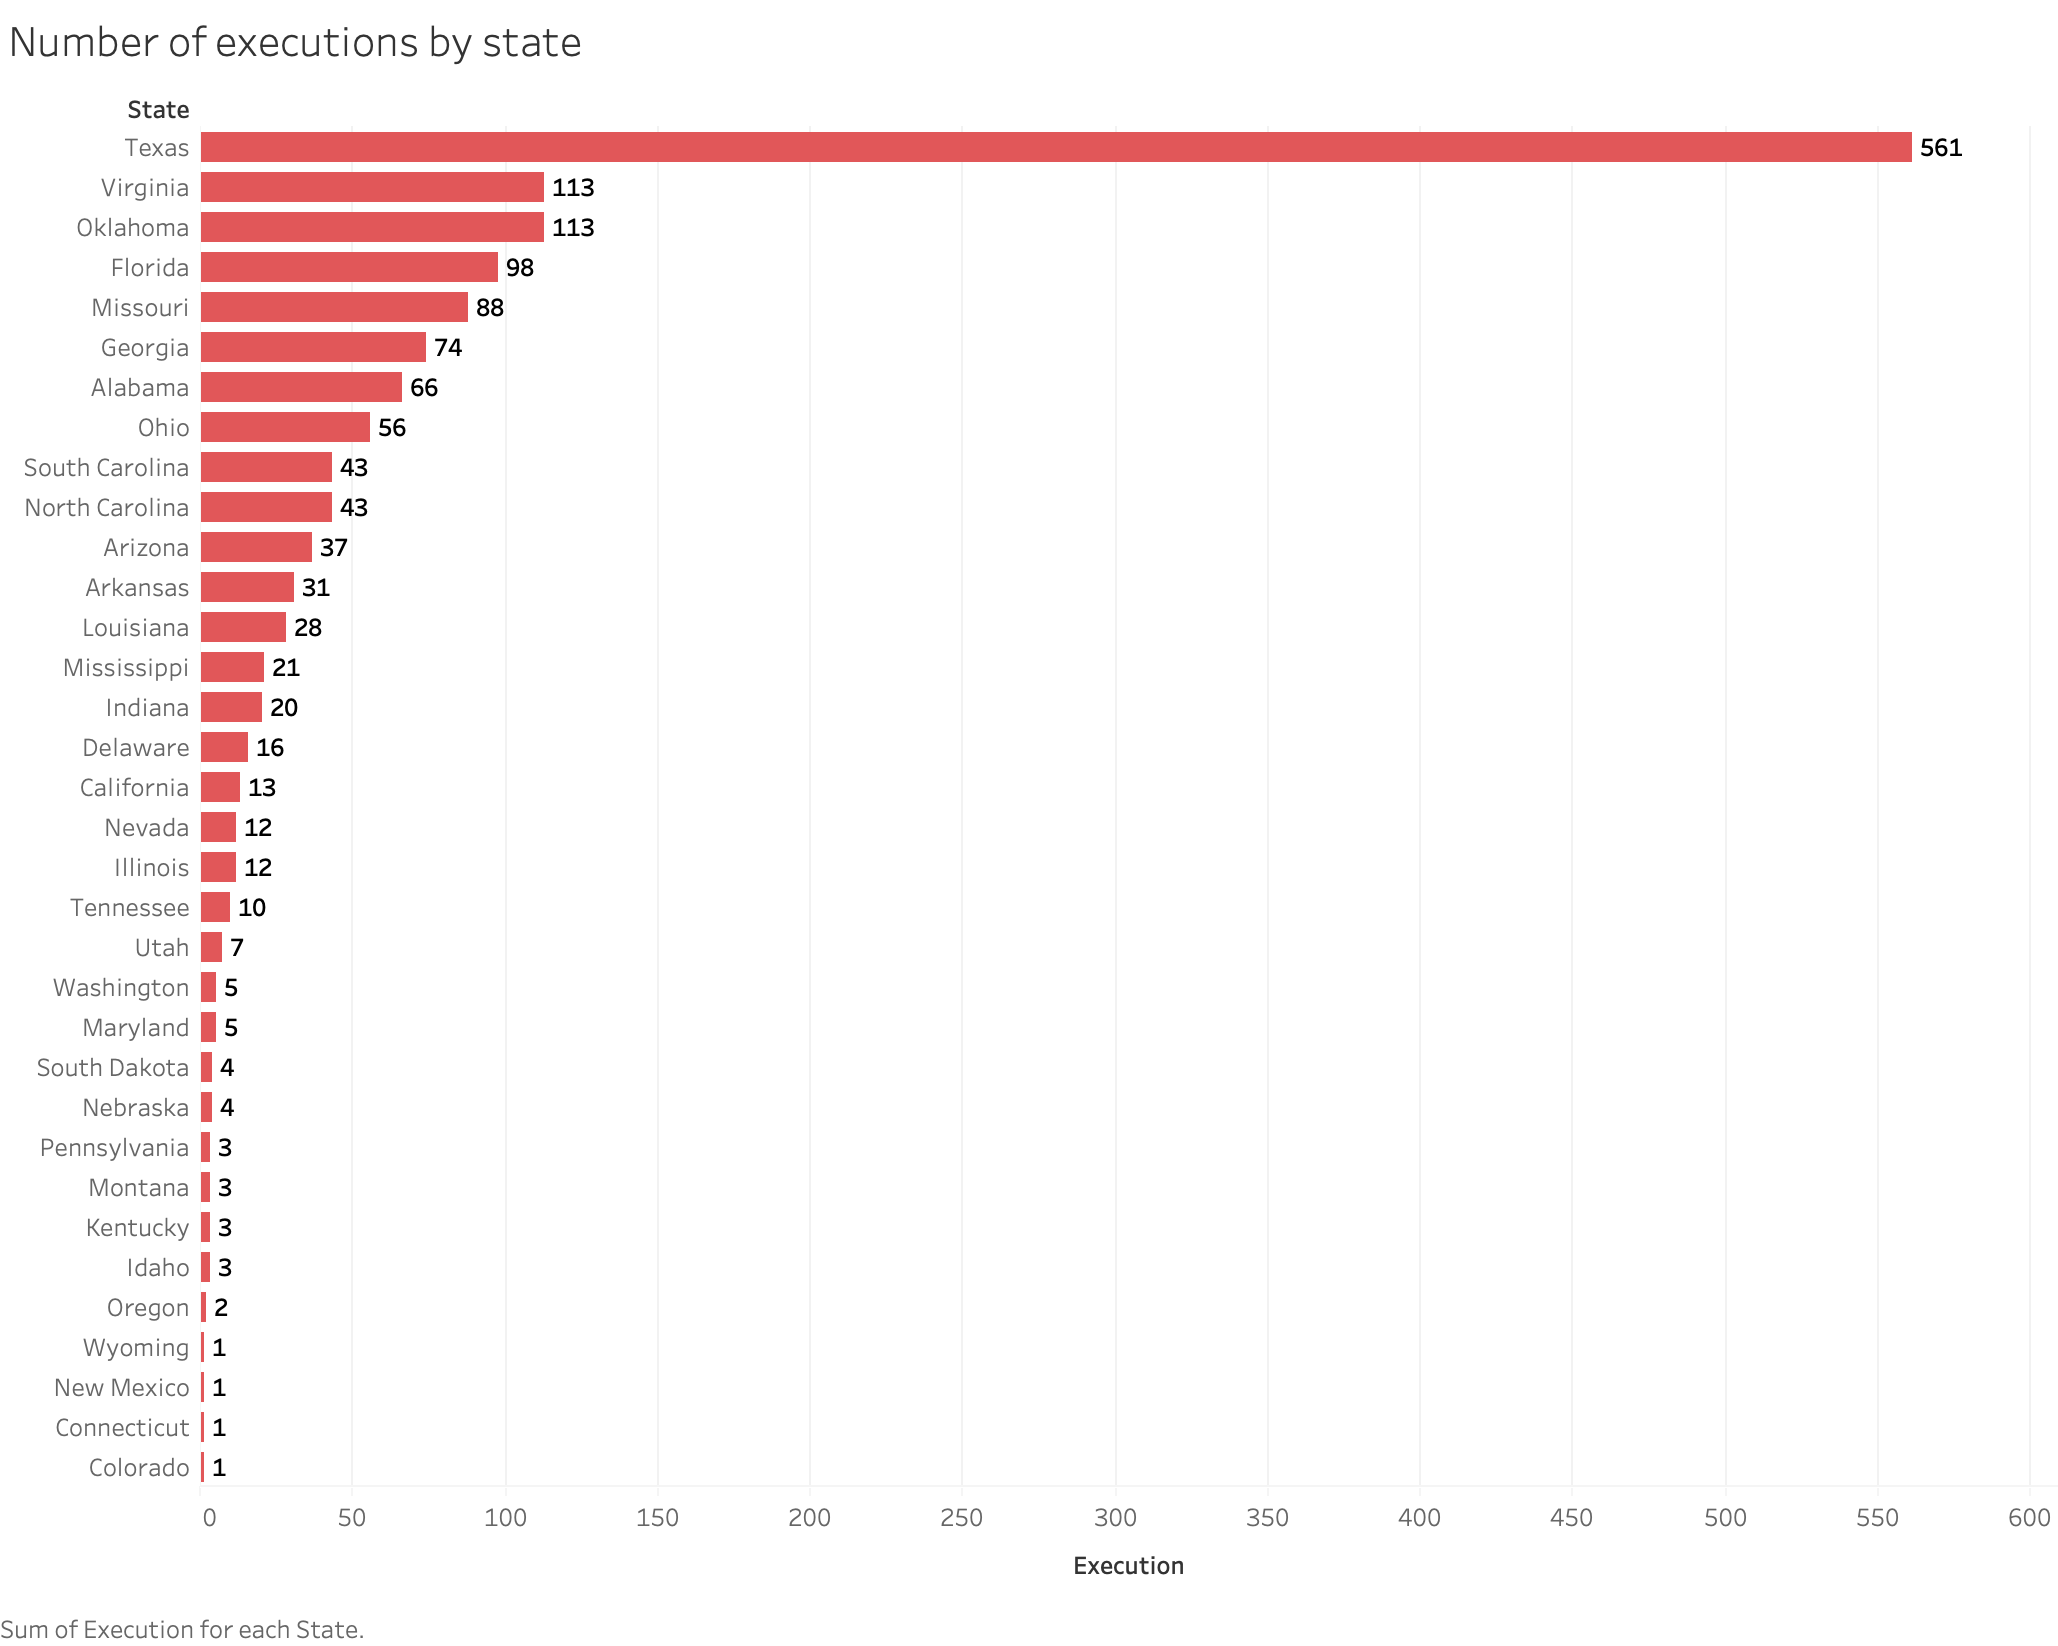 Number of executions by state
State
Texas 561
Virginia 113
Oklahoma 113
Florida 98
Missouri 88
Georgia 74
Alabama 66
Ohio 56
South Carolina 43
North Carolina 43
Arizona 37
Arkansas 31
Louisiana 28
Mississippi 21
Indiana 20
Delaware 16
California 13
Nevada 12
Illinois 12
Tennessee 10
Utah 7
Washington 5
Maryland 5
South Dakota 4
Nebraska 4
Pennsylvania 3
Montana 3
Kentucky 3
Idaho 3
Oregon 2
Wyoming 1
New Mexico 1
Connecticut 1
Colorado 1
0 50 100 150 200 250 300 350 400 450 500 550 600
Execution
Sum of Execution for each State.